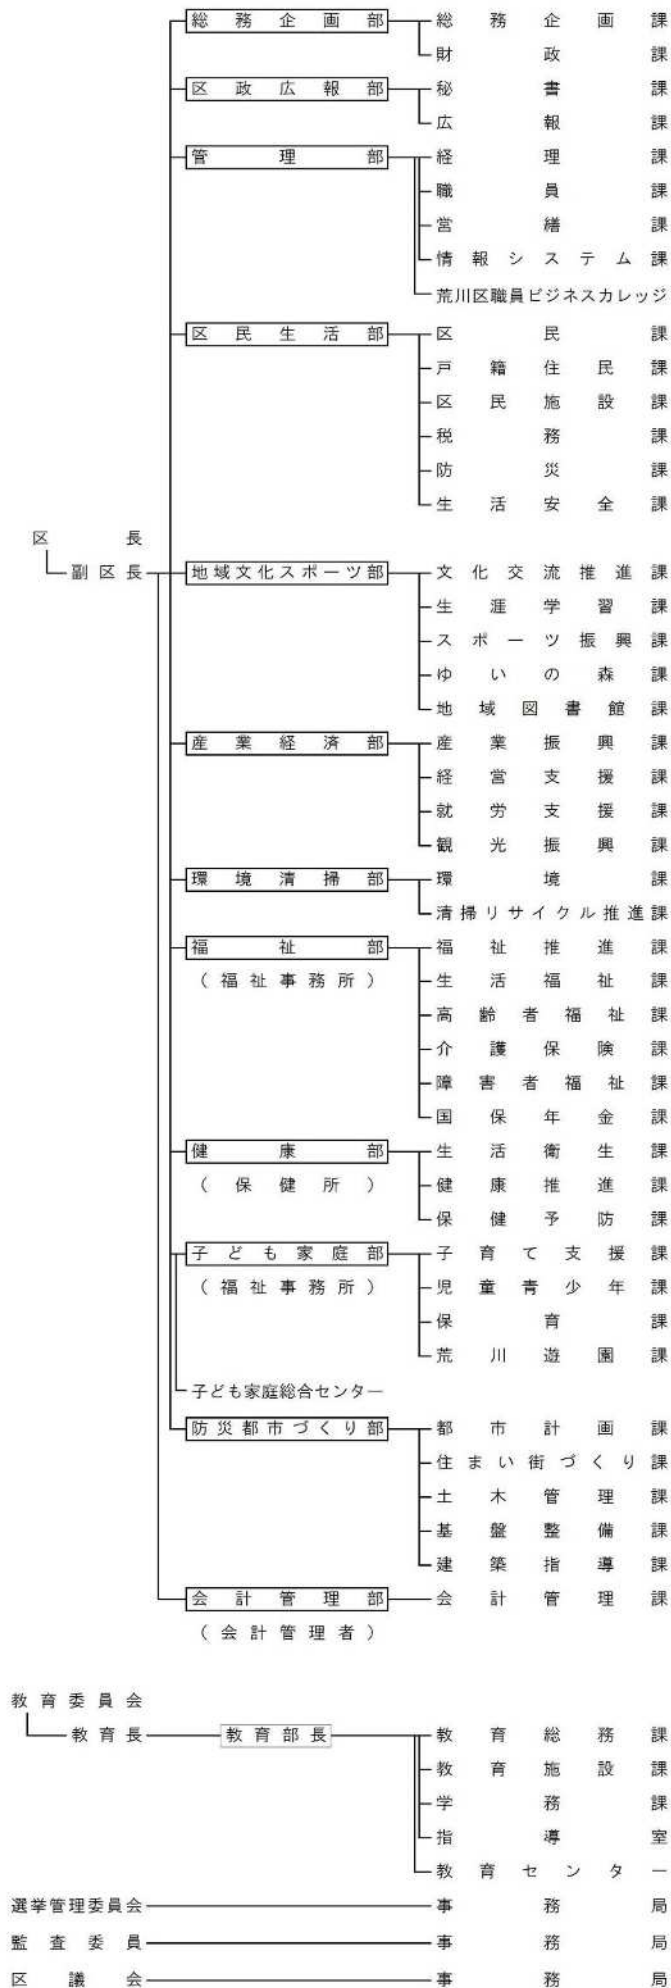 総務企画部 総務企画課
財政課
区政広報部 秘書課
広報課
管理部 経理課
職員課
営繕課
情報システム課
荒川区職員ビジネスカレッジ
区民生活部 区民課
戸籍住民課
区民施設課
税務課
防災課
生活安全課
区長
副区長 地域文化スポーツ部 文化交流推進課
生涯学習課
スポーツ振興課
ゆいの森課
地域図書館課
産業経済部 産業振興課
経営支援課
就労支援課
観光振興課
環境清掃部 環境課
清掃リサイクル推進課
福祉部 福祉推進課
(福祉事務所) 生活福祉課
高齢者福祉課
介護保険課
障害者福祉課
国保年金課
健康部 生活衛生課
(保健所) 健康推進課
保健予防課
子ども家庭部 子育て支援課
(福祉事務所) 児童青少年課
保育課
荒川遊園課
子ども家庭総合センター
防災都市づくり部 都市計画課
住まい街づくり課
土木管理課
基盤整備課
建築指導課
会計管理部 会計管理課
(会計管理者)
教育委員会
教育長 教育部長 教育総務課
教育施設課
学務課
指導室
教育センター
選挙管理委員会 事務局
監査委員 事務局
区議会 事務局